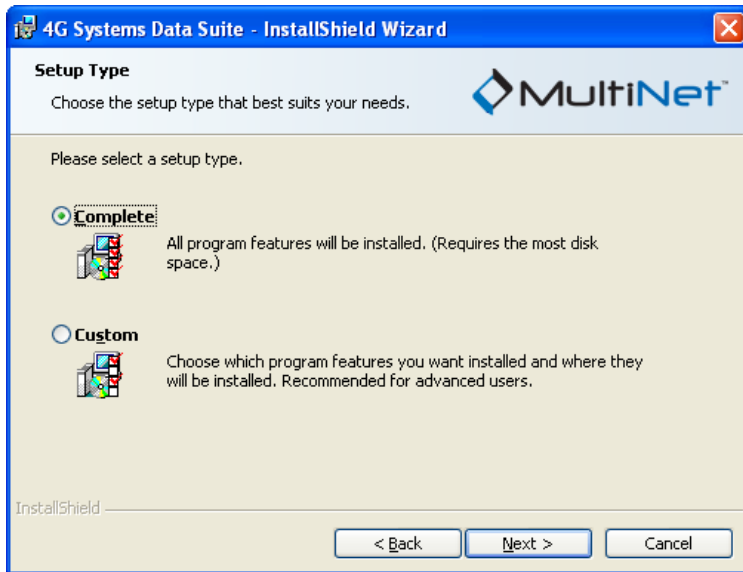 4G Systems Data Suite - InstallShield Wizard
Setup Type
Choose the setup type that best suits your needs.
MultiNet™
Please select a setup type.
Complete
All program features will be installed. (Requires the most disk
space.)
Custom
Choose which program features you want installed and where they
will be installed. Recommended for advanced users.
InstallShield
< Back
Next >
Cancel